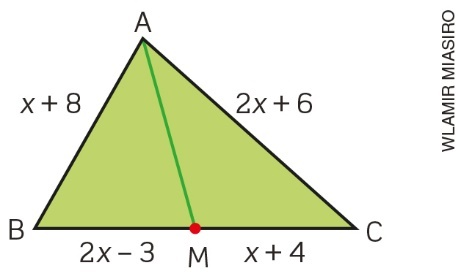 A
x + 8
2x + 6
B
C
2x – 3
M
x + 4
WLAMIR MIASIRO